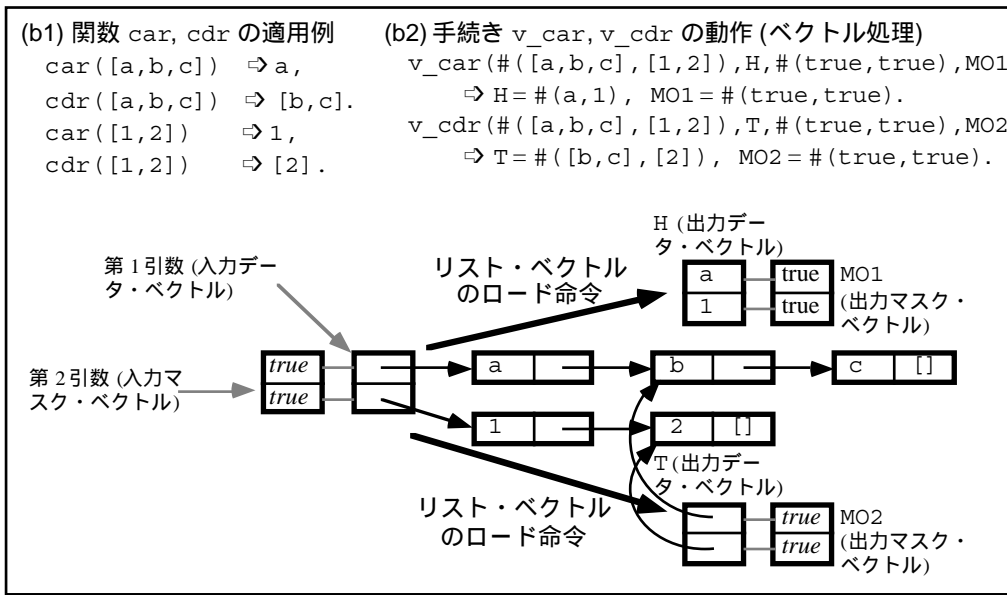 (b1) 関数 car, cdr の適用例
car([a,b,c]) ➪ a,
cdr([a,b,c]) ➪ [b,c].
car([1,2]) ➪ 1,
cdr([1,2]) ➪ [2].
(b2) 手続き v_car, v_cdr の動作 (ベクトル処理)
v_car(#([a,b,c],[1,2]),H,#(true,true),MO1
➪ H = #(a,1), MO1 = #(true,true).
v_cdr(#([a,b,c],[1,2]),T,#(true,true),MO2
➪ T = #([b,c],[2]), MO2 = #(true,true).
H (出力デー
タ・ベクトル)
第 1 引数 (入力デー
タ・ベクトル)
リスト・ベクトル
のロード命令
a true MO1
1 true (出力マスク・
ベクトル)
第 2 引数 (入力マ
スク・ベクトル)
true a b c []
true 1 2 []
T (出力デー
タ・ベクトル)
リスト・ベクトル
のロード命令
true MO2
true (出力マスク・
ベクトル)